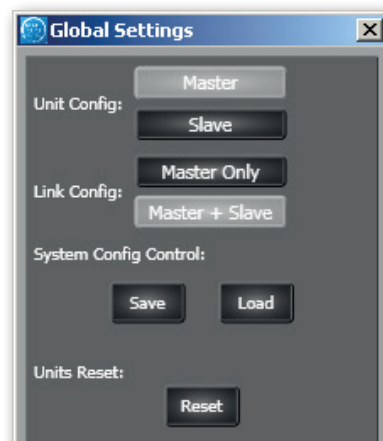 Global Settings
Master
Unit Config:
Slave
Master Only
Link Config:
Master + Slave
System Config Control:
Save Load
Units Reset:
Reset